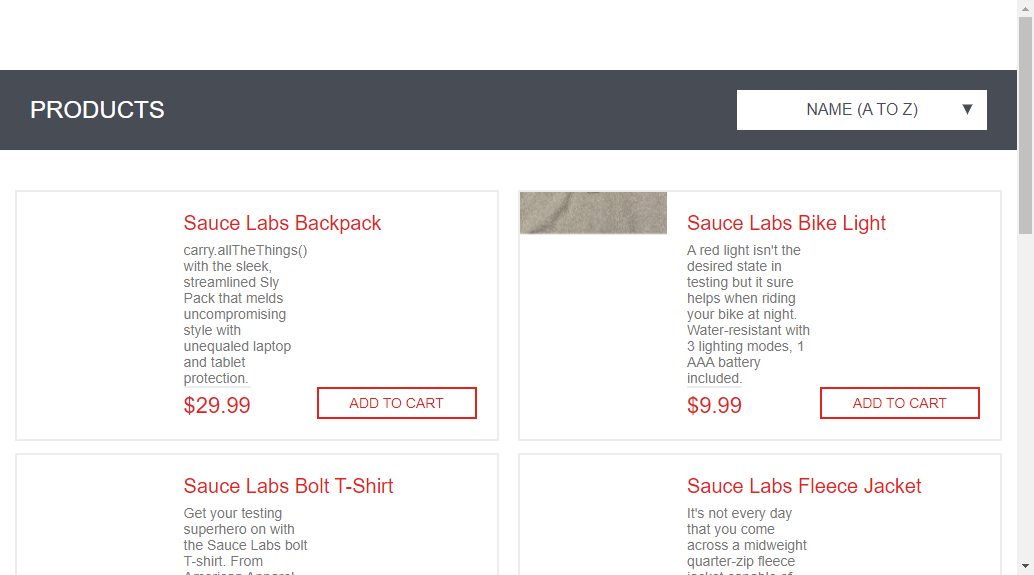 PRODUCTS
NAME (A TO Z)
Sauce Labs Backpack
carry.allTheThings()
with the sleek,
streamlined Sly
Pack that melds
uncompromising
style with
unequaled laptop
and tablet
protection.
$29.99
ADD TO CART
Sauce Labs Bike Light
A red light isn't the
desired state in
testing but it sure
helps when riding
your bike at night.
Water-resistant with
3 lighting modes, 1
AAA battery
included.
$9.99
ADD TO CART
Sauce Labs Bolt T-Shirt
Get your testing
superhero on with
the Sauce Labs bolt
T-shirt. From
American Apparel
Sauce Labs Fleece Jacket
It's not every day
that you come
across a midweight
quarter-zip fleece
jacket capable of